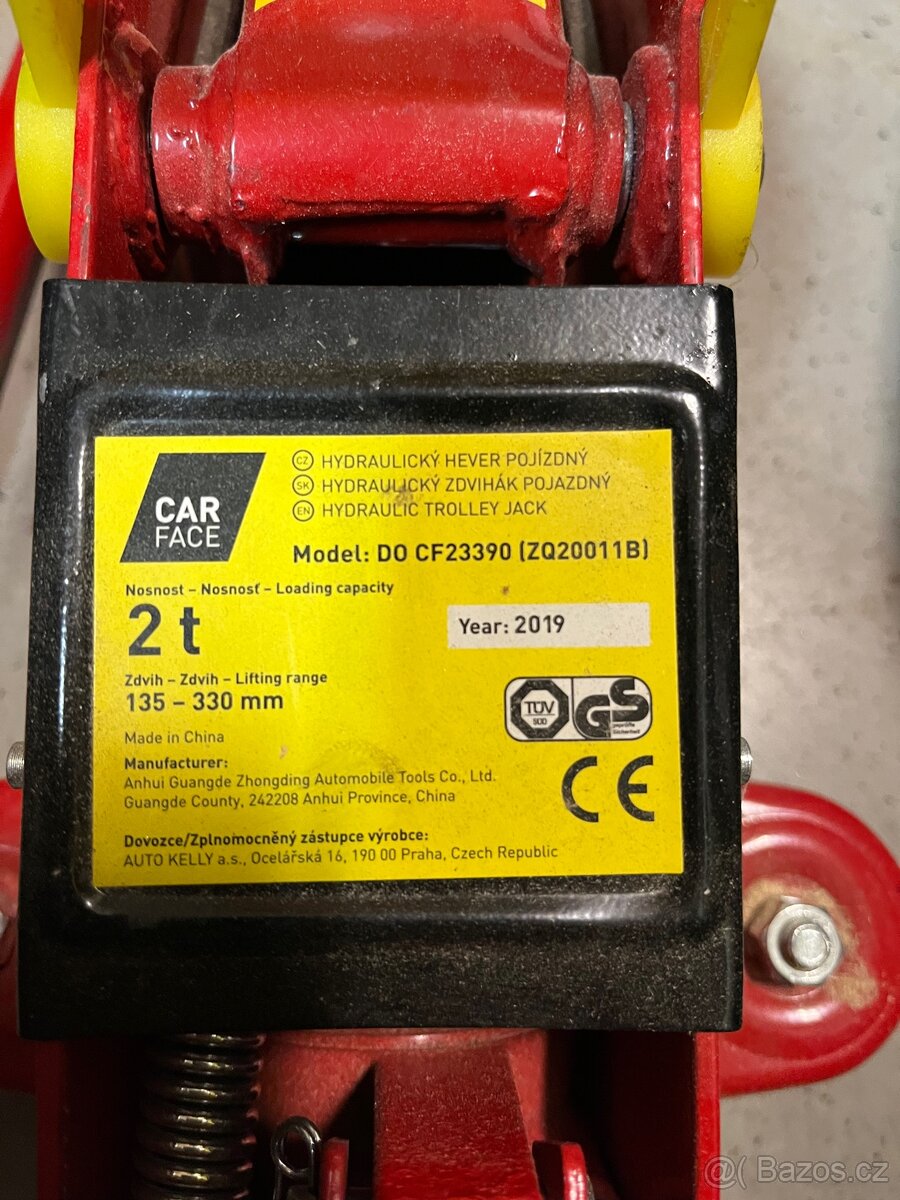 CAR
FACE
CZ HYDRAULICKÝ HEVER POJÍZDNÝ
SK HYDRAULICKÝ ZDVIHÁK POJAZDNÝ
EN HYDRAULIC TROLLEY JACK
Model: DO CF23390 (ZQ20011B)
Nosnost – Nosnosť – Loading capacity
2 t
Year: 2019
Zdvih – Zdvih – Lifting range
135 – 330 mm
TÜV
SÜD
GS
geprüfte
Sicherheit
Made in China
Manufacturer:
Anhui Guangde Zhongding Automobile Tools Co., Ltd.
Guangde County, 242208 Anhui Province, China
CE
Dovozce/Zplnomocněný zástupce výrobce:
AUTO KELLY a.s., Ocelářská 16, 190 00 Praha, Czech Republic
@( Bazos.cz